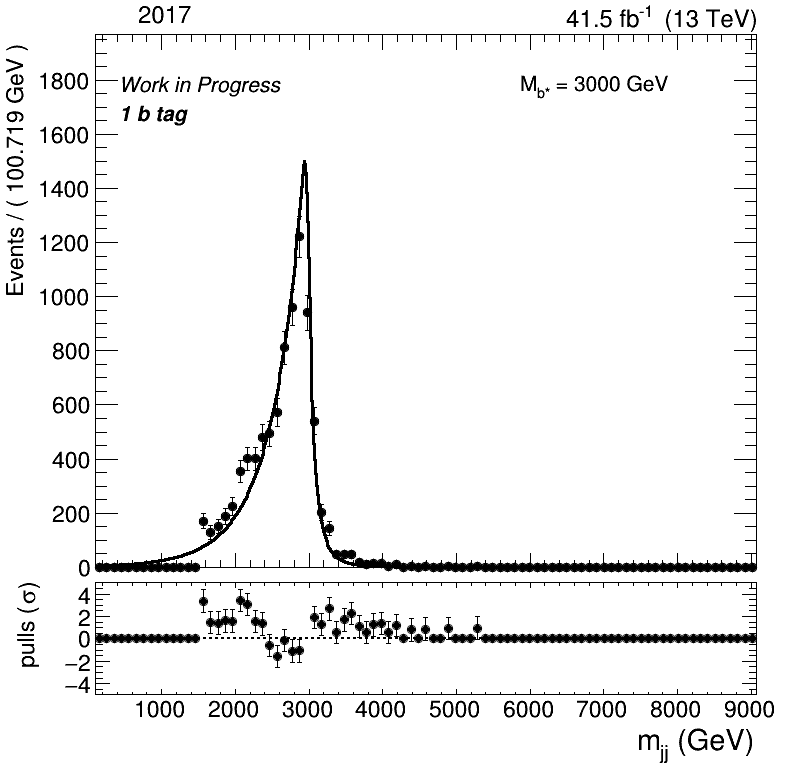 2017 41.5 fb⁻¹ (13 TeV)
Events / ( 100.719 GeV )
Work in Progress
1 b tag
M_b* = 3000 GeV
1800
1600
1400
1200
1000
800
600
400
200
0
pulls (σ)
4
2
0
−2
−4
1000 2000 3000 4000 5000 6000 7000 8000 9000
m_jj (GeV)